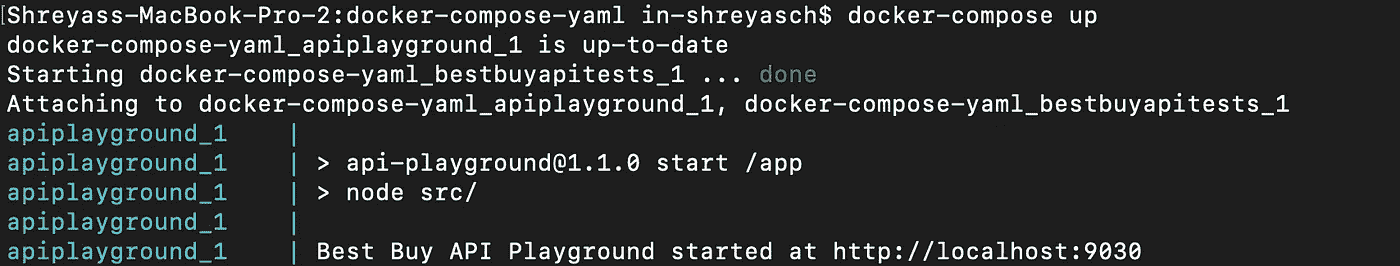 [Shreyass-MacBook-Pro-2:docker-compose-yaml in-shreyasch$ docker-compose up
docker-compose-yaml_apiplayground_1 is up-to-date
Starting docker-compose-yaml_bestbuyapitests_1 ... done
Attaching to docker-compose-yaml_apiplayground_1, docker-compose-yaml_bestbuyapitests_1
apiplayground_1 |
apiplayground_1 | > api-playground@1.1.0 start /app
apiplayground_1 | > node src/
apiplayground_1 |
apiplayground_1 | Best Buy API Playground started at http://localhost:9030